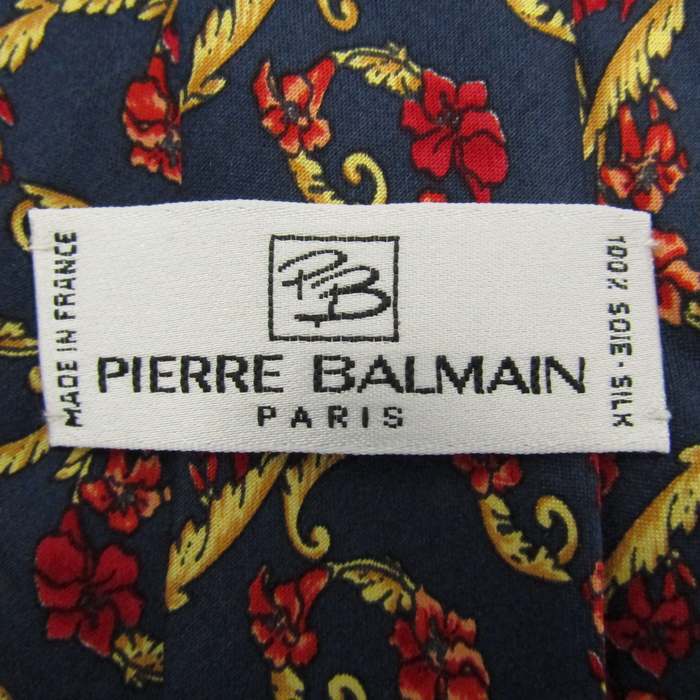 MADE IN FRANCE
PB
PIERRE BALMAIN
PARIS
100% SOIE - SILK